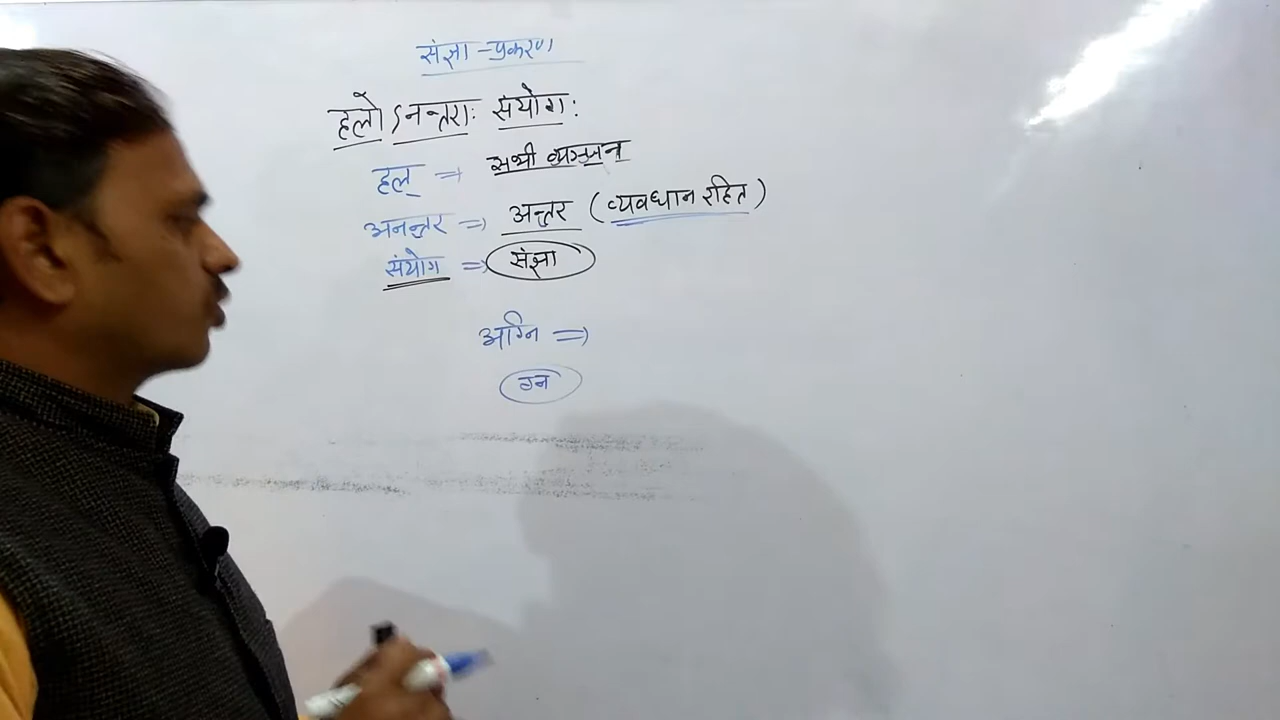 संज्ञा - प्रकरण
हलोऽनन्तराः संयोगः
हल् => सभी व्यञ्जन
अनन्तर => अन्तर (व्यवधान रहित)
संयोग => संज्ञा
अग्नि =>
ग्न